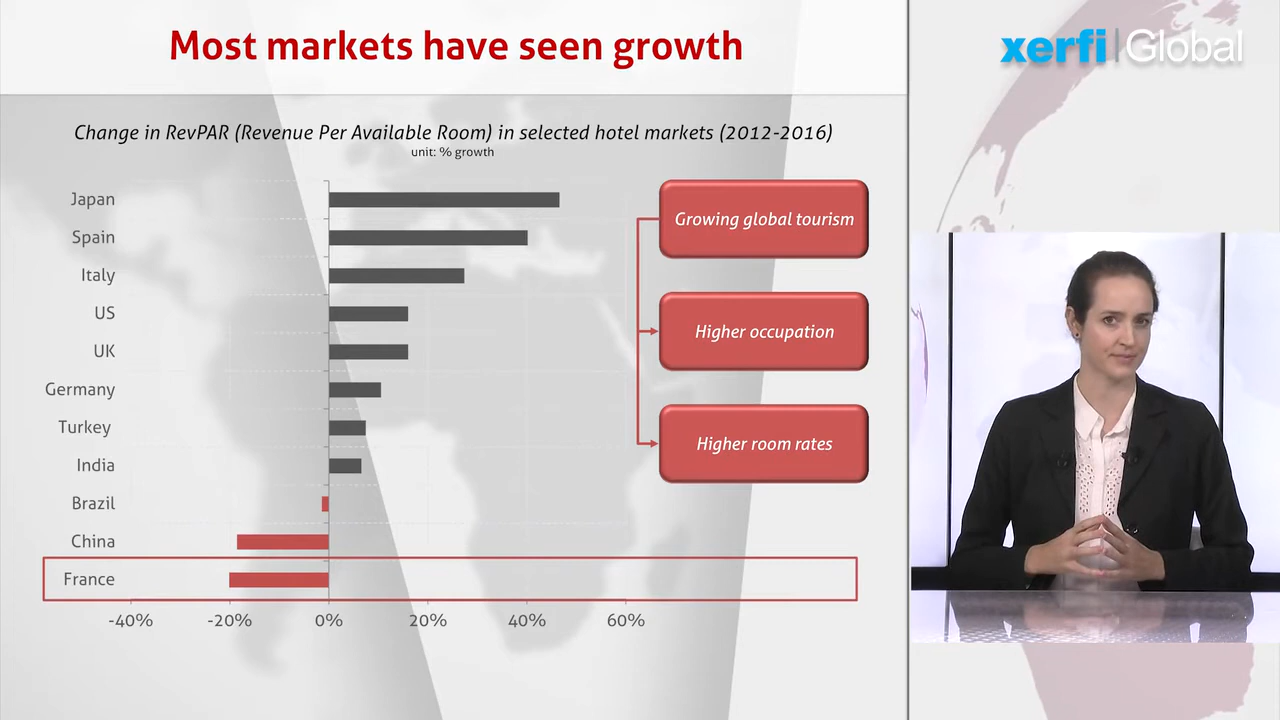 Most markets have seen growth
xerfi Global
Change in RevPAR (Revenue Per Available Room) in selected hotel markets (2012-2016)
unit: % growth
Japan
Spain
Italy
US
UK
Germany
Turkey
India
Brazil
China
France
-40% -20% 0% 20% 40% 60%
Growing global tourism
Higher occupation
Higher room rates